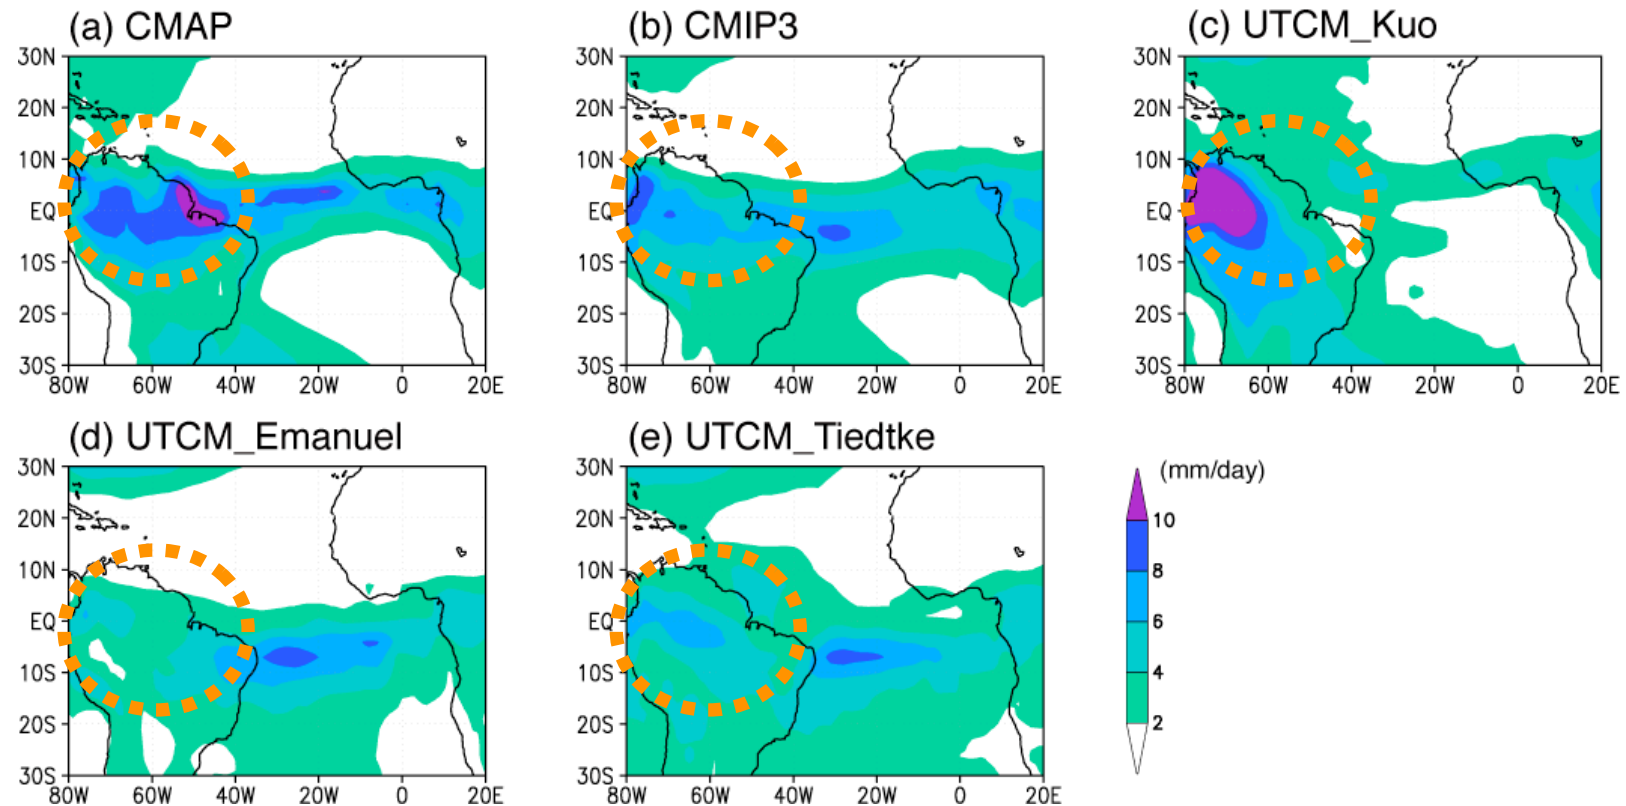 (a) CMAP
30N
20N
10N
EQ
10S
20S
30S
80W 60W 40W 20W 0 20E
(b) CMIP3
30N
20N
10N
EQ
10S
20S
30S
80W 60W 40W 20W 0 20E
(c) UTCM_Kuo
30N
20N
10N
EQ
10S
20S
30S
80W 60W 40W 20W 0 20E
(d) UTCM_Emanuel
30N
20N
10N
EQ
10S
20S
30S
80W 60W 40W 20W 0 20E
(e) UTCM_Tiedtke
30N
20N
10N
EQ
10S
20S
30S
80W 60W 40W 20W 0 20E
(mm/day)
10
8
6
4
2